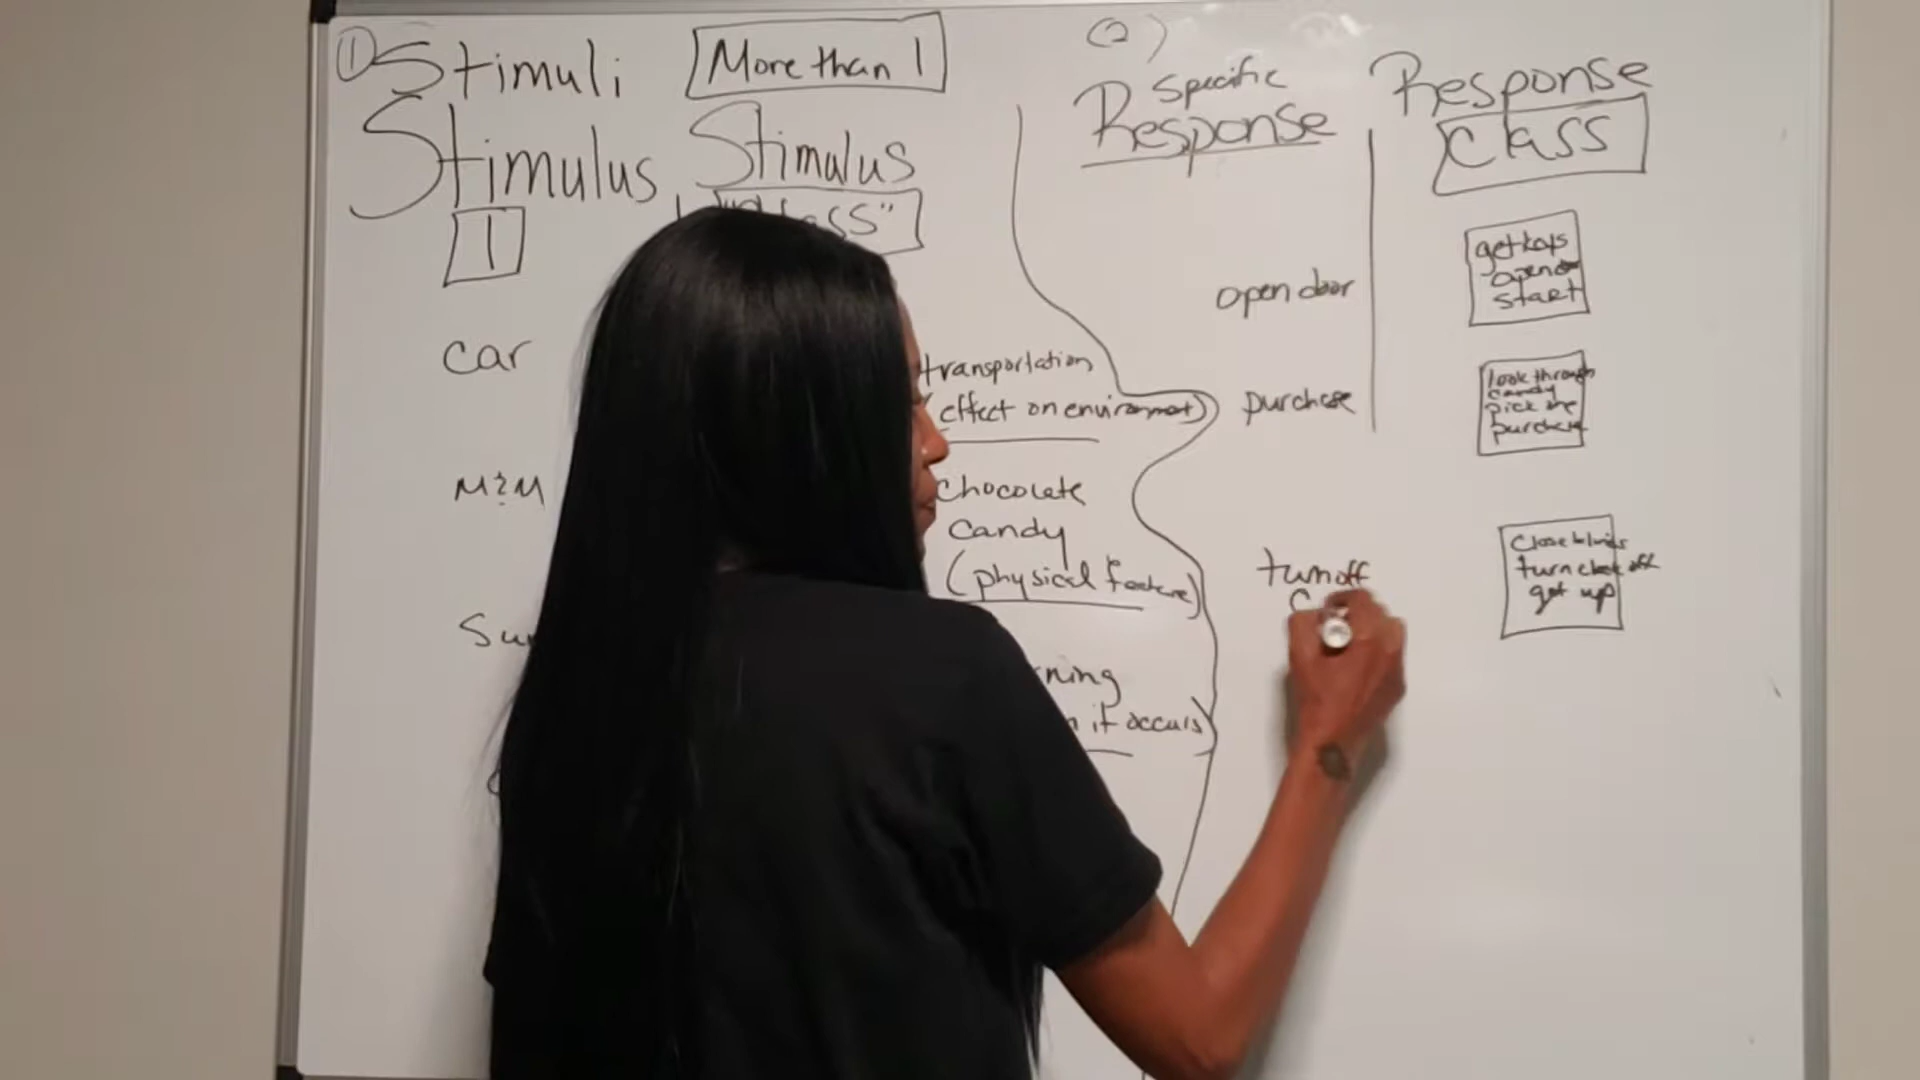 ① Stimuli More than 1
Stimulus Stimulus
1
(2)
Specific
Response
Response
Class
car
transportation
(effect on environment)
M&M
Chocolate
Candy
(physical feature)
it occurs)
open door
purchase
turn off
C
get keys
open
start
look through
candy
pick one
purchase
Close blinds
turn clock off
get up